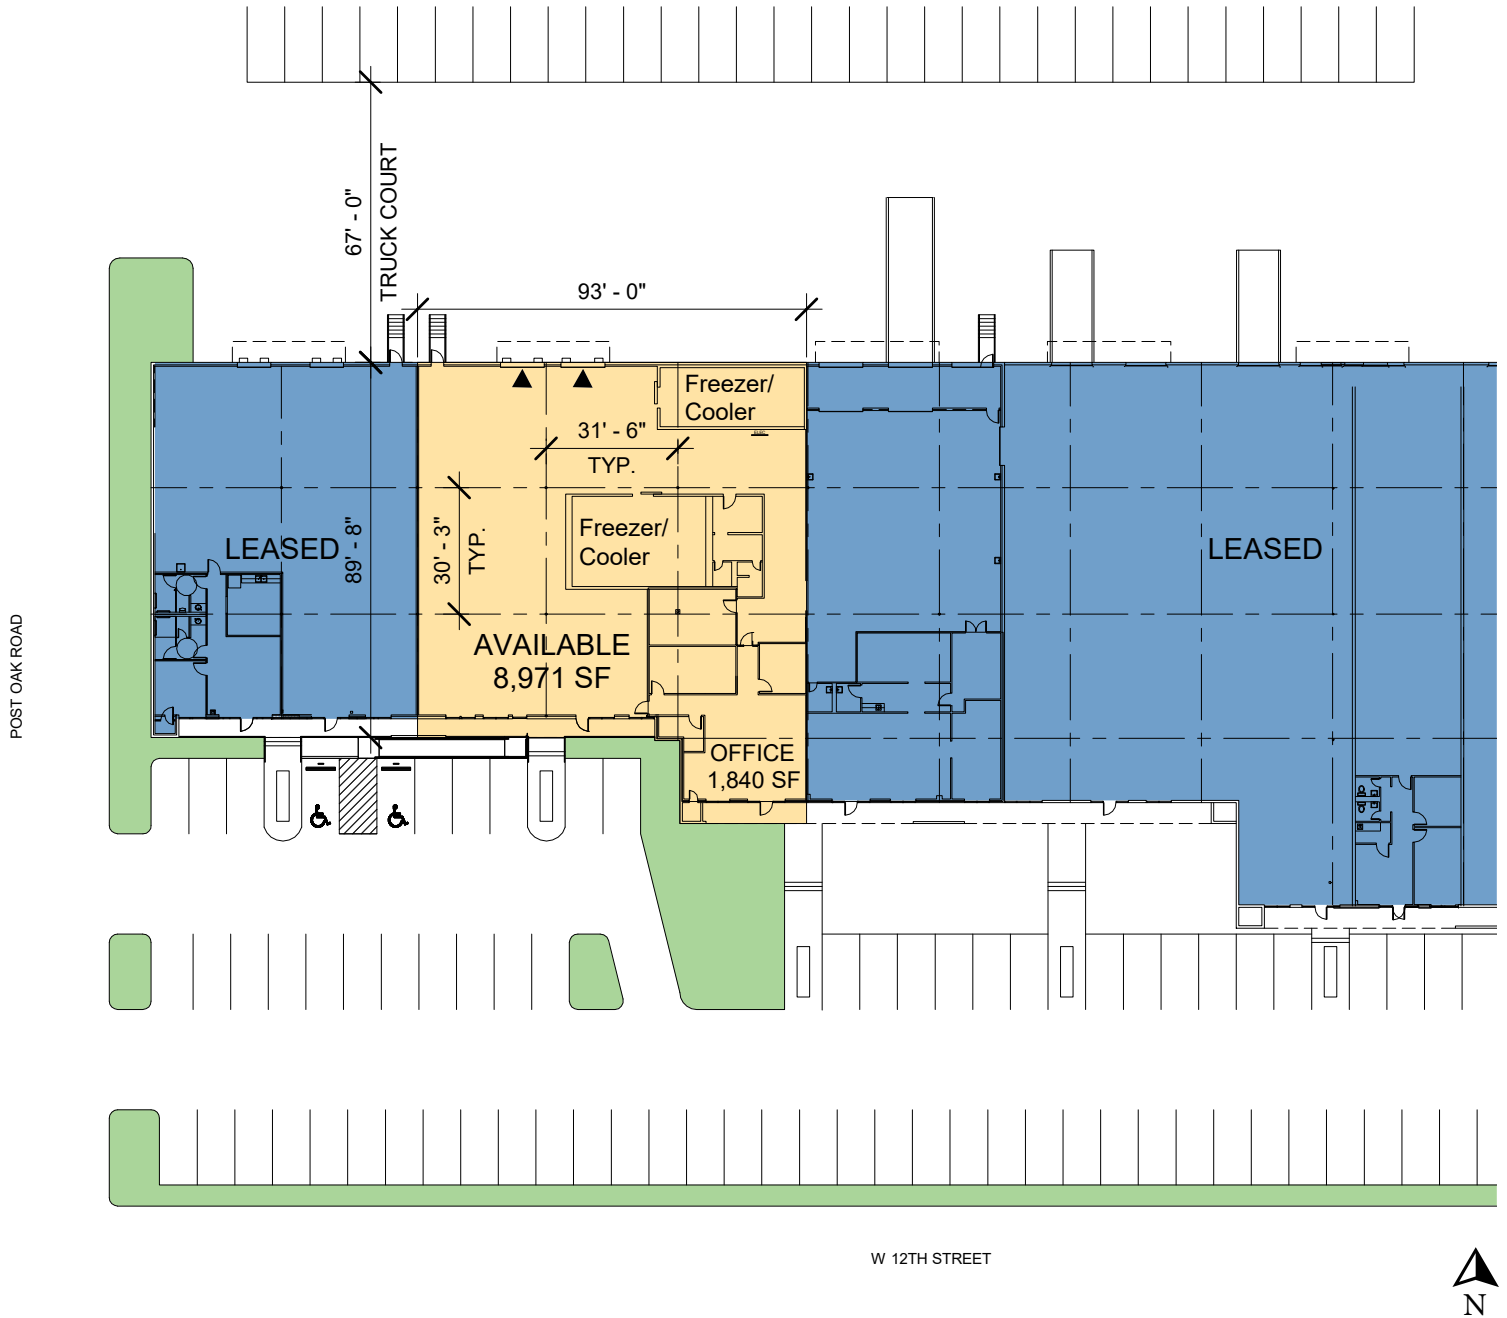 67' - 0"
TRUCK COURT
93' - 0"
Freezer/
Cooler
31' - 6"
TYP.
Freezer/
Cooler
LEASED
89' - 8"
30' - 3"
TYP.
LEASED
AVAILABLE
8,971 SF
POST OAK ROAD
OFFICE
1,840 SF
W 12TH STREET
N